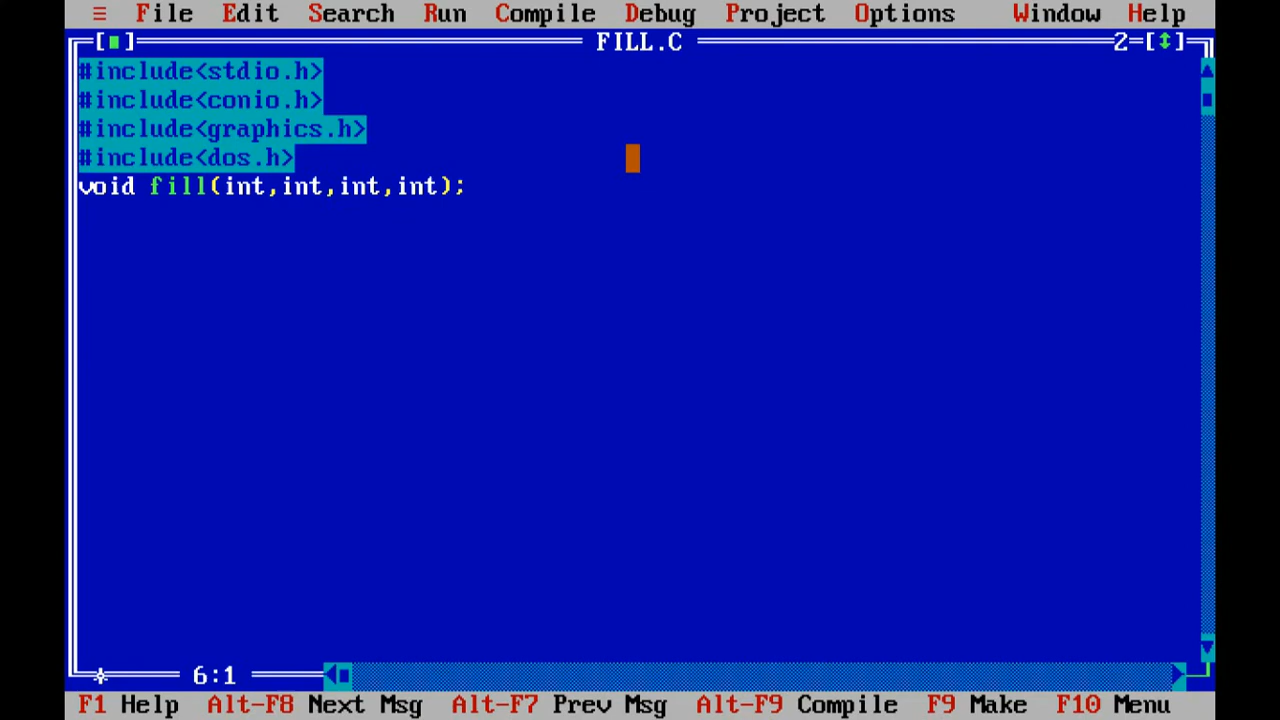 ≡ File Edit Search Run Compile Debug Project Options Window Help
[■] FILL.C 2=[↕]
#include<stdio.h>
#include<conio.h>
#include<graphics.h>
#include<dos.h>
void fill(int,int,int,int);
6:1
F1 Help Alt-F8 Next Msg Alt-F7 Prev Msg Alt-F9 Compile F9 Make F10 Menu